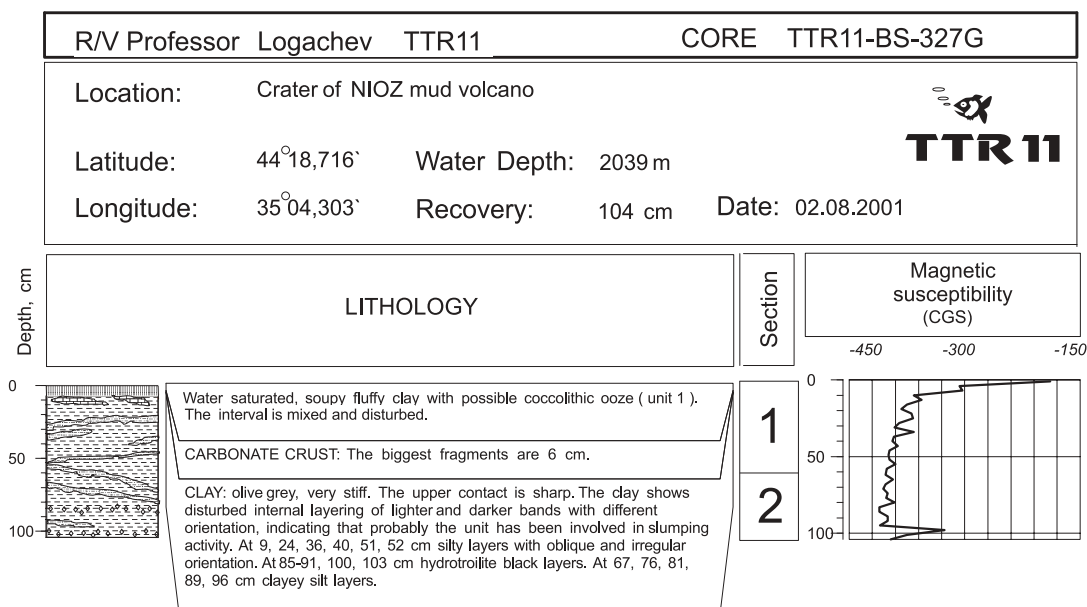 R/V Professor Logachev TTR11 CORE TTR11-BS-327G
Location: Crater of NIOZ mud volcano
TTR11
Latitude: 44°18,716` Water Depth: 2039 m
Longitude: 35°04,303` Recovery: 104 cm Date: 02.08.2001
Depth, cm
LITHOLOGY
Section
Magnetic
susceptibility
(CGS)
-450 -300 -150
0
50
100
Water saturated, soupy fluffy clay with possible coccolithic ooze ( unit 1 ).
The interval is mixed and disturbed.
CARBONATE CRUST: The biggest fragments are 6 cm.
CLAY: olive grey, very stiff. The upper contact is sharp. The clay shows
disturbed internal layering of lighter and darker bands with different
orientation, indicating that probably the unit has been involved in slumping
activity. At 9, 24, 36, 40, 51, 52 cm silty layers with oblique and irregular
orientation. At 85-91, 100, 103 cm hydrotroilite black layers. At 67, 76, 81,
89, 96 cm clayey silt layers.
1
2
0
50
100